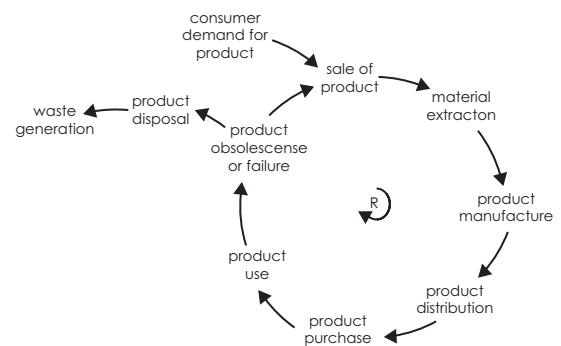 consumer
demand for
product
sale of
product
material
extracton
product
manufacture
product
distribution
product
purchase
product
use
product
obsolescense
or failure
product
disposal
waste
generation
R